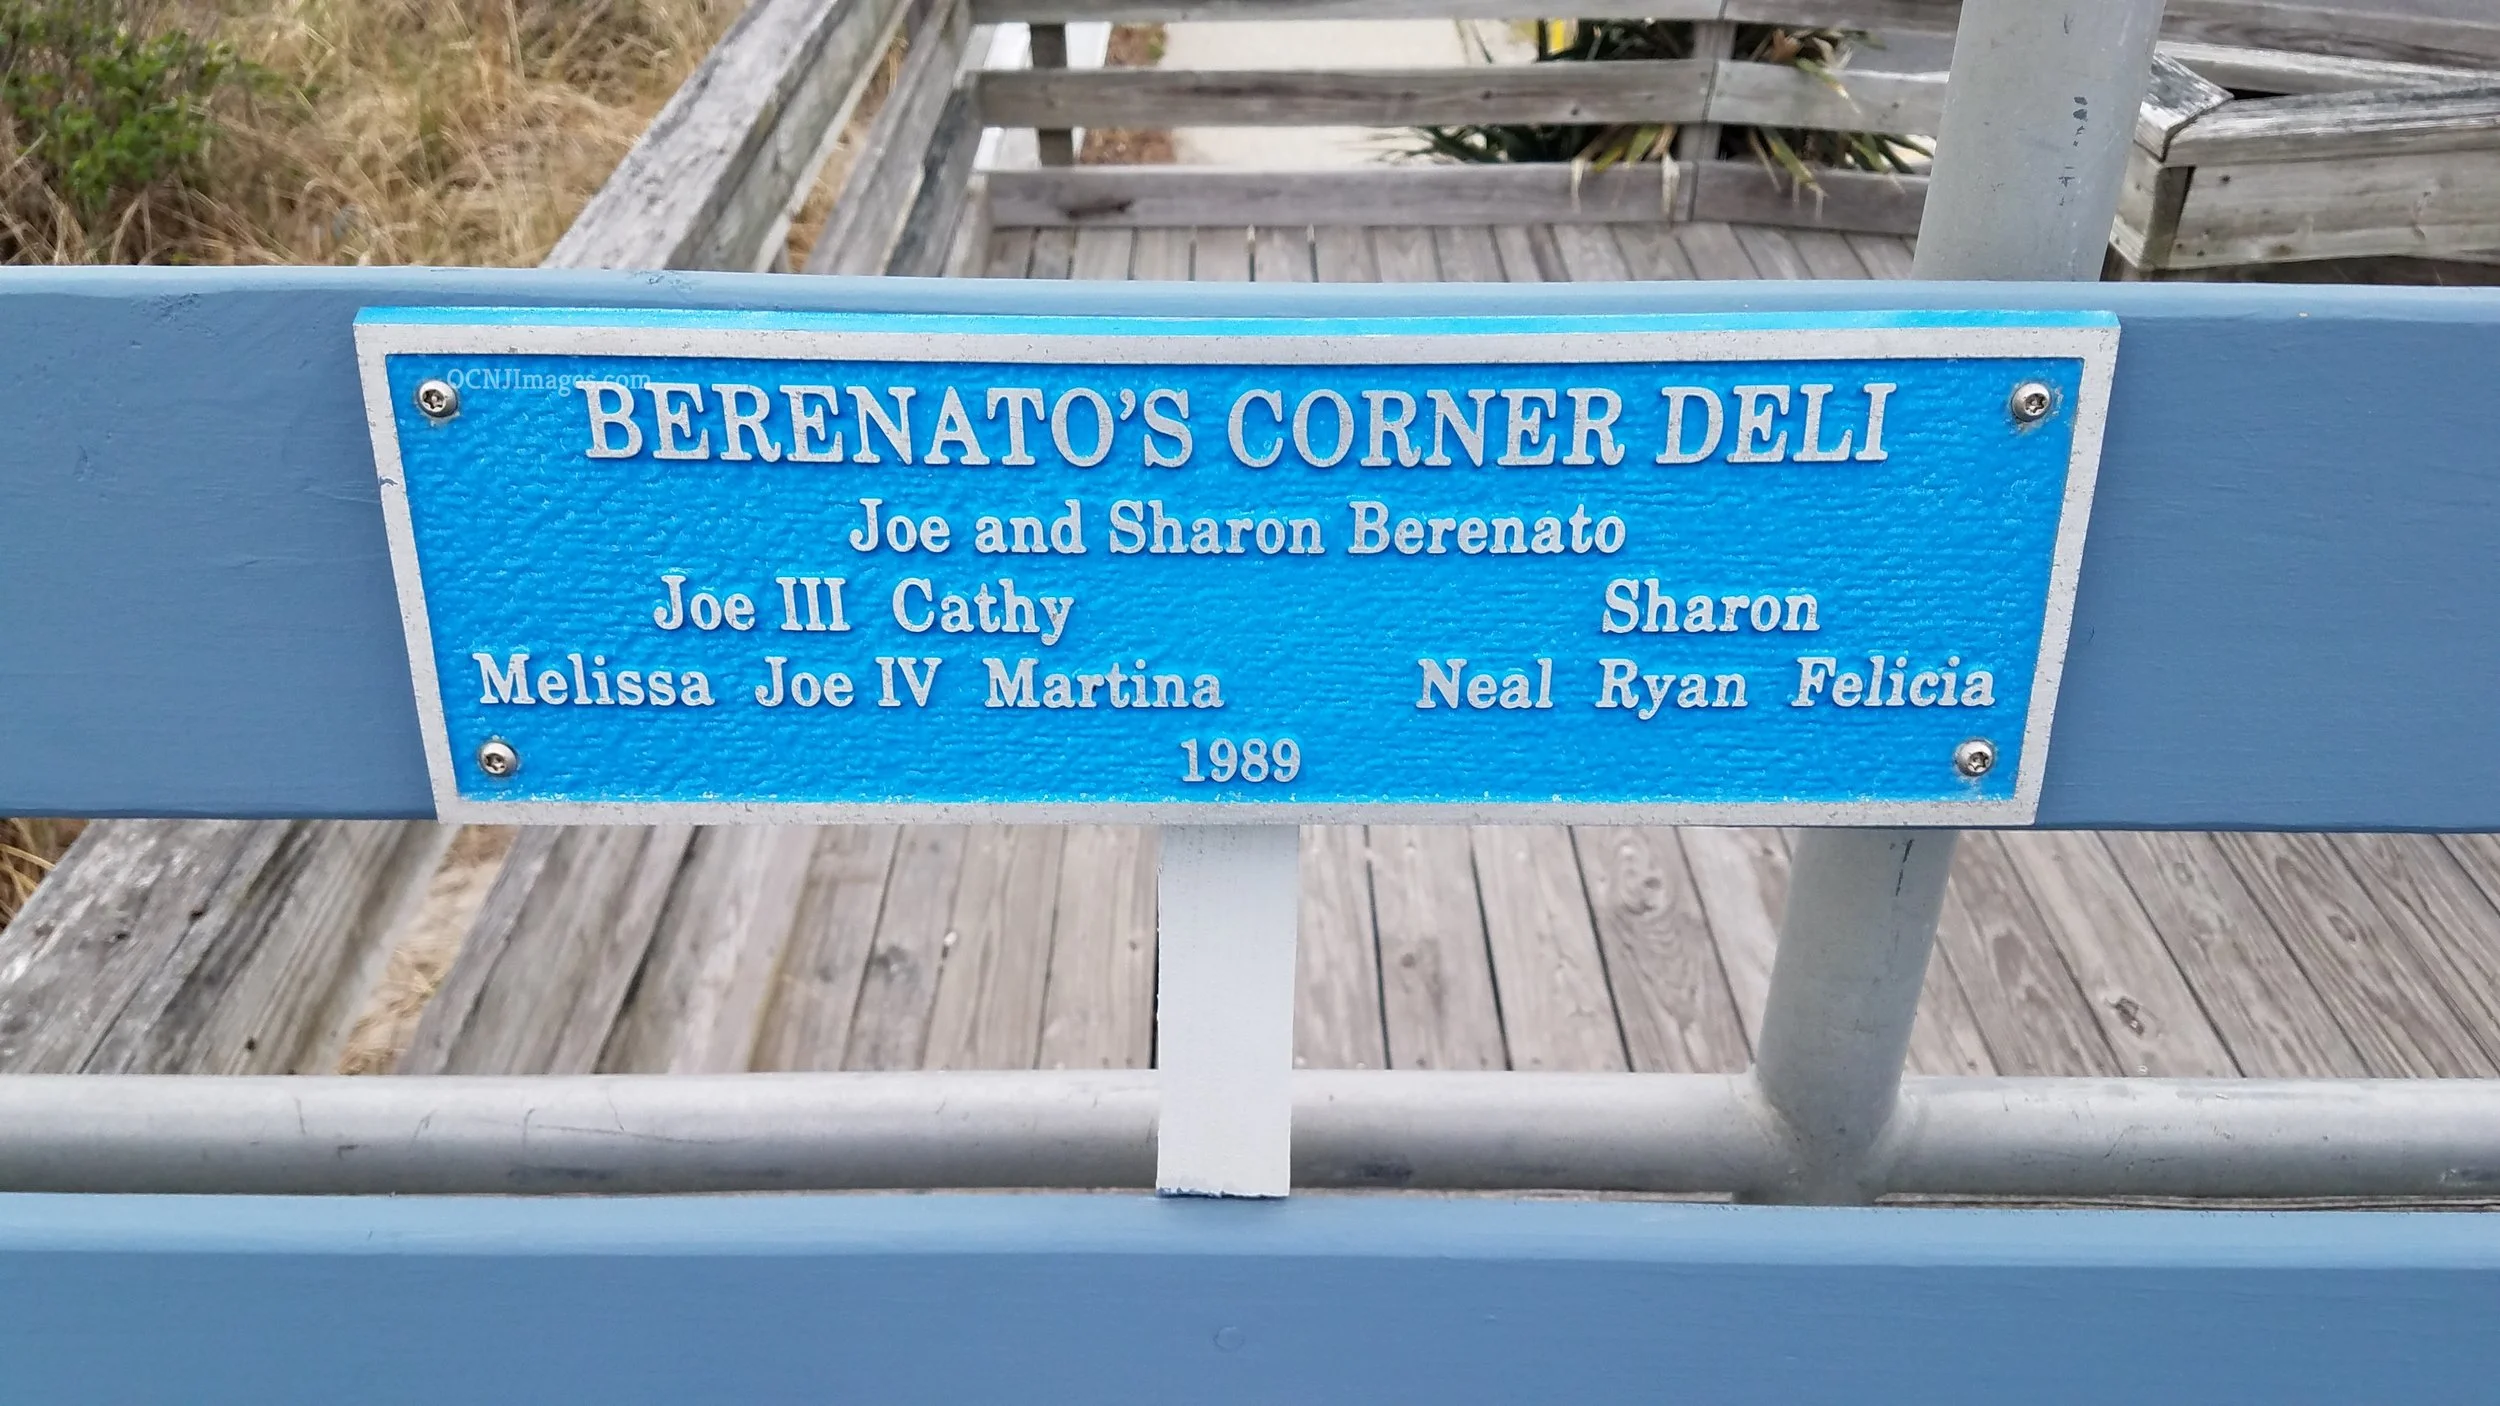 OCNJImages.com
BERENATO'S CORNER DELI
Joe and Sharon Berenato
Joe III Cathy Sharon
Melissa Joe IV Martina Neal Ryan Felicia
1989